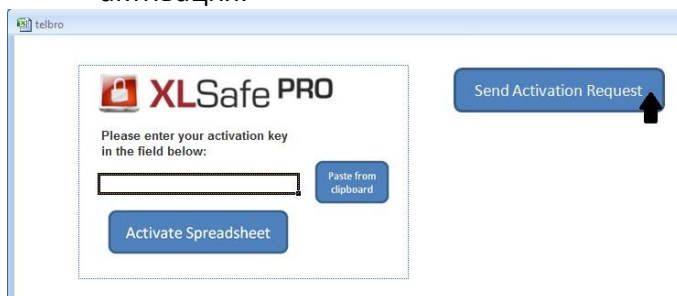 telbro
XLSafe PRO
Send Activation Request
Please enter your activation key
in the field below:
Paste from
clipboard
Activate Spreadsheet